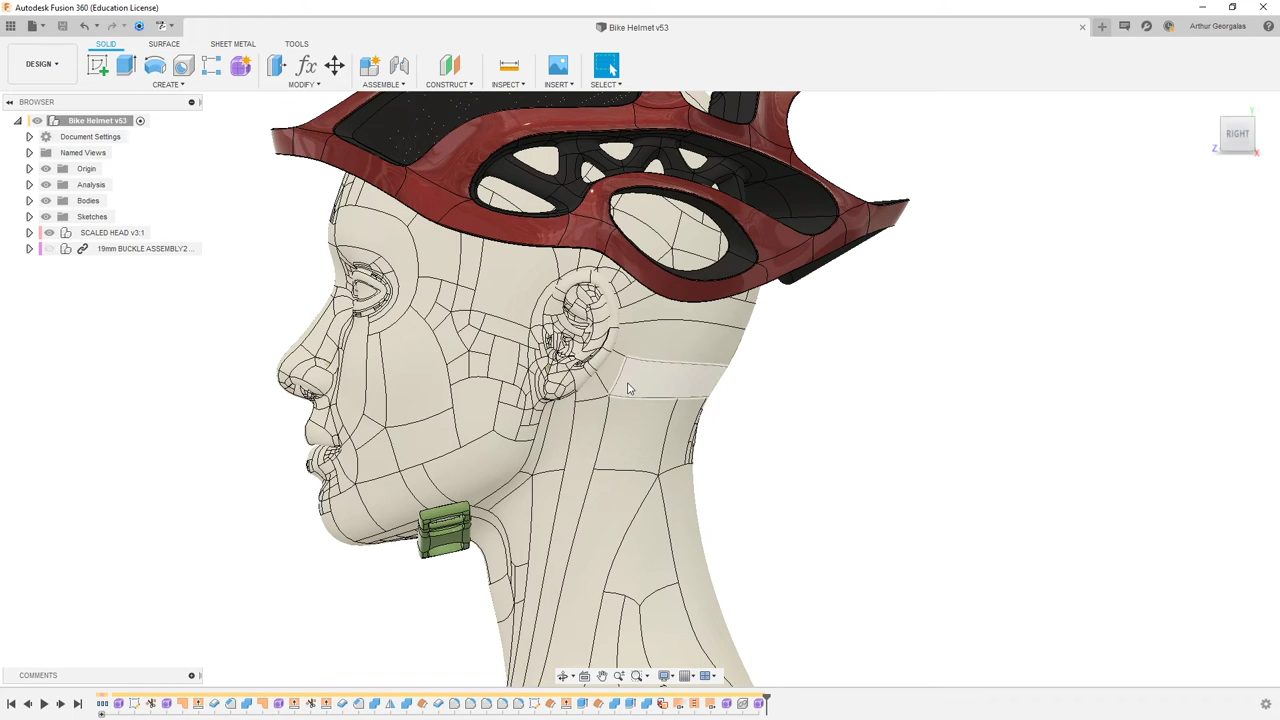 Autodesk Fusion 360 (Education License)
Bike Helmet v53
Arthur Georgalas
DESIGN
SOLID SURFACE SHEET METAL TOOLS
CREATE MODIFY ASSEMBLE CONSTRUCT INSPECT INSERT SELECT
BROWSER
Bike Helmet v53
Document Settings
Named Views
Origin
Analysis
Bodies
Sketches
SCALED HEAD v3:1
19mm BUCKLE ASSEMBLY2...
Y
RIGHT
Z
X
COMMENTS